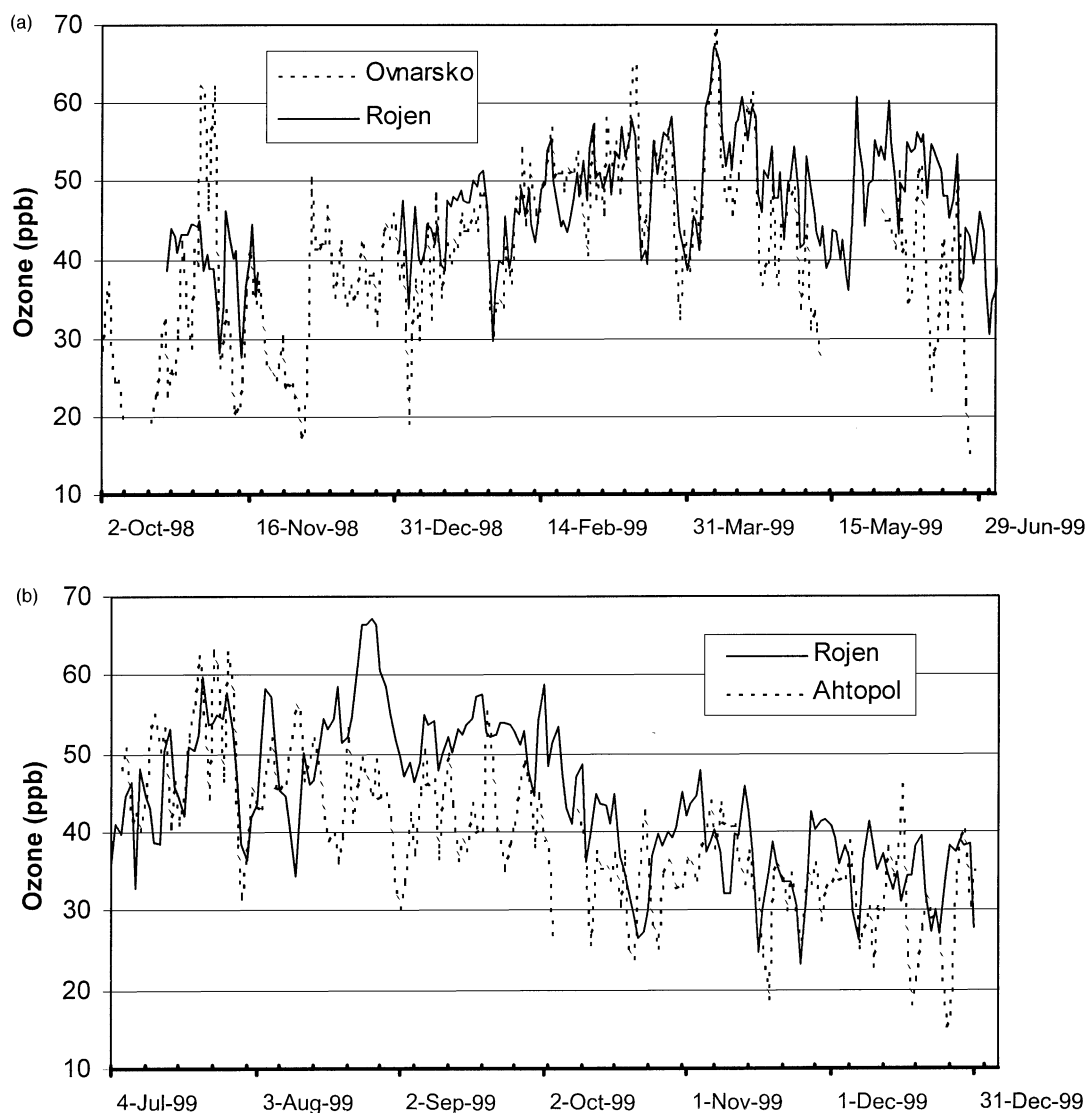 (a)
70
60
50
40
30
20
10
Ozone (ppb)
Ovnarsko
Rojen
2-Oct-98 16-Nov-98 31-Dec-98 14-Feb-99 31-Mar-99 15-May-99 29-Jun-99
(b)
70
60
50
40
30
20
10
Ozone (ppb)
Rojen
Ahtopol
4-Jul-99 3-Aug-99 2-Sep-99 2-Oct-99 1-Nov-99 1-Dec-99 31-Dec-99